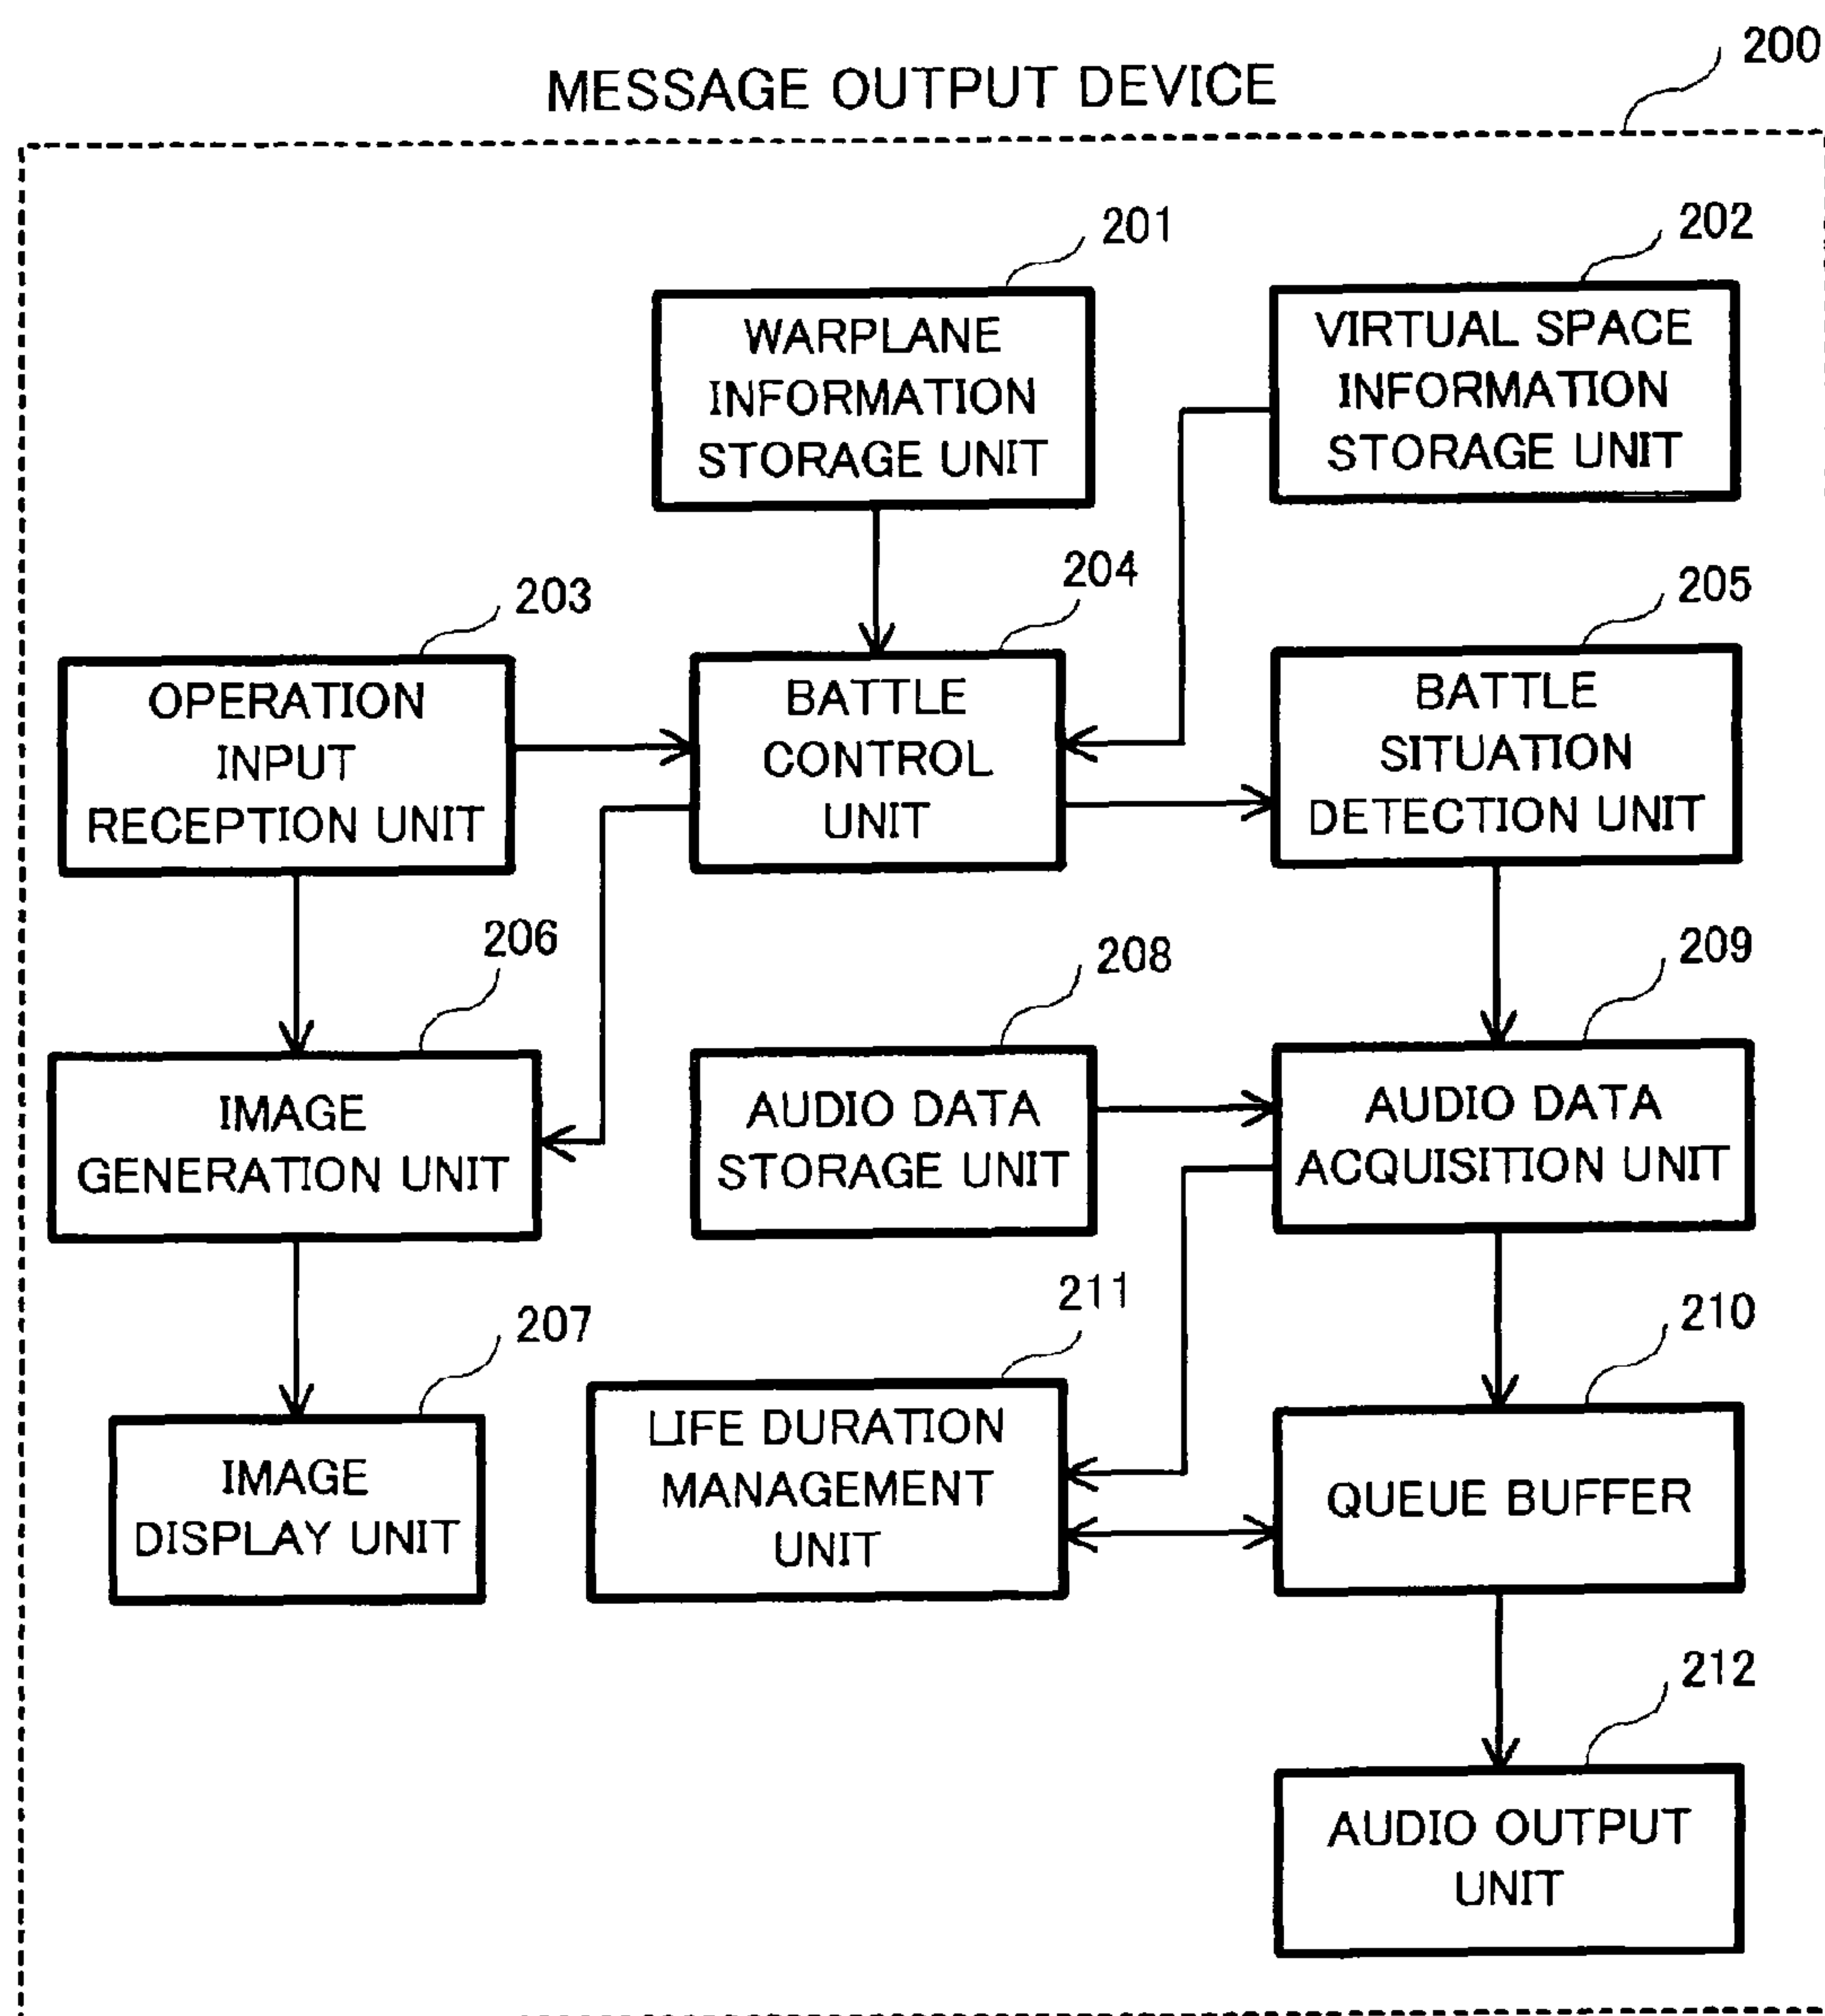 200
MESSAGE OUTPUT DEVICE
201
WARPLANE
INFORMATION
STORAGE UNIT
202
VIRTUAL SPACE
INFORMATION
STORAGE UNIT
203
OPERATION
INPUT
RECEPTION UNIT
204
BATTLE
CONTROL
UNIT
205
BATTLE
SITUATION
DETECTION UNIT
206
IMAGE
GENERATION UNIT
208
AUDIO DATA
STORAGE UNIT
209
AUDIO DATA
ACQUISITION UNIT
207
IMAGE
DISPLAY UNIT
211
LIFE DURATION
MANAGEMENT
UNIT
210
QUEUE BUFFER
212
AUDIO OUTPUT
UNIT